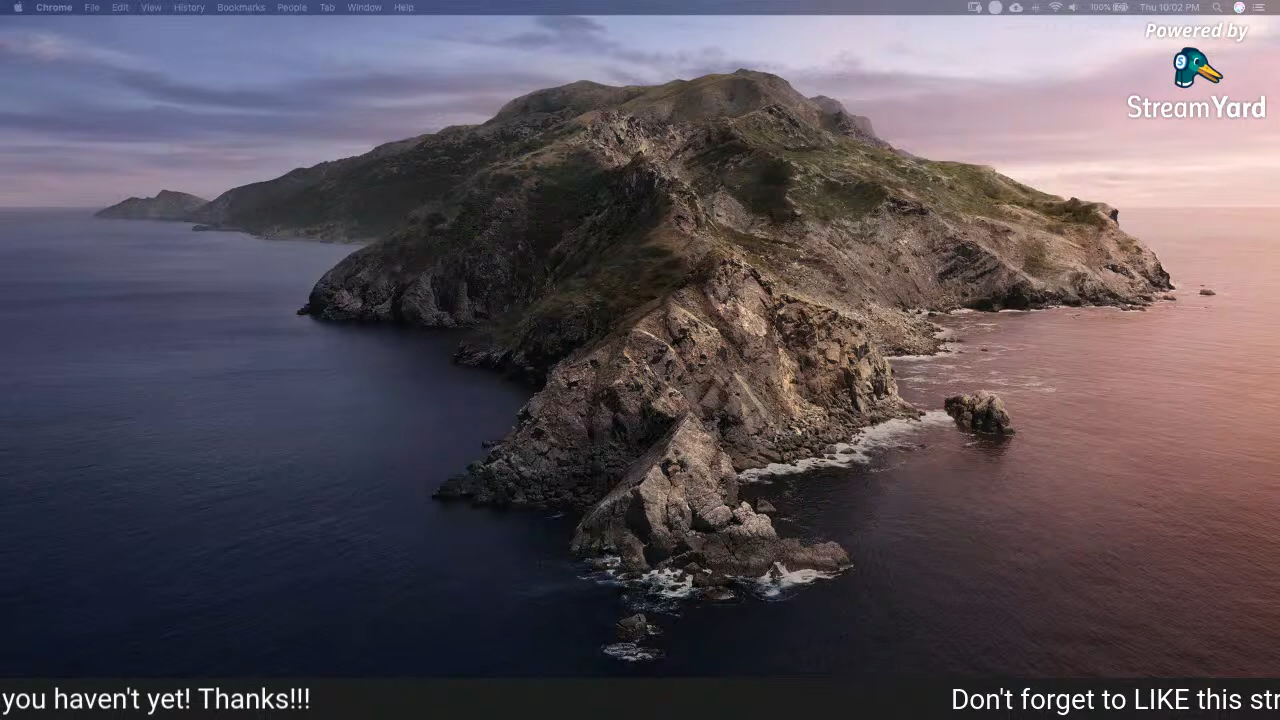 Chrome File Edit View History Bookmarks People Tab Window Help 100% Thu 10:02 PM
Powered by
S
StreamYard
you haven't yet! Thanks!!! Don't forget to LIKE this str